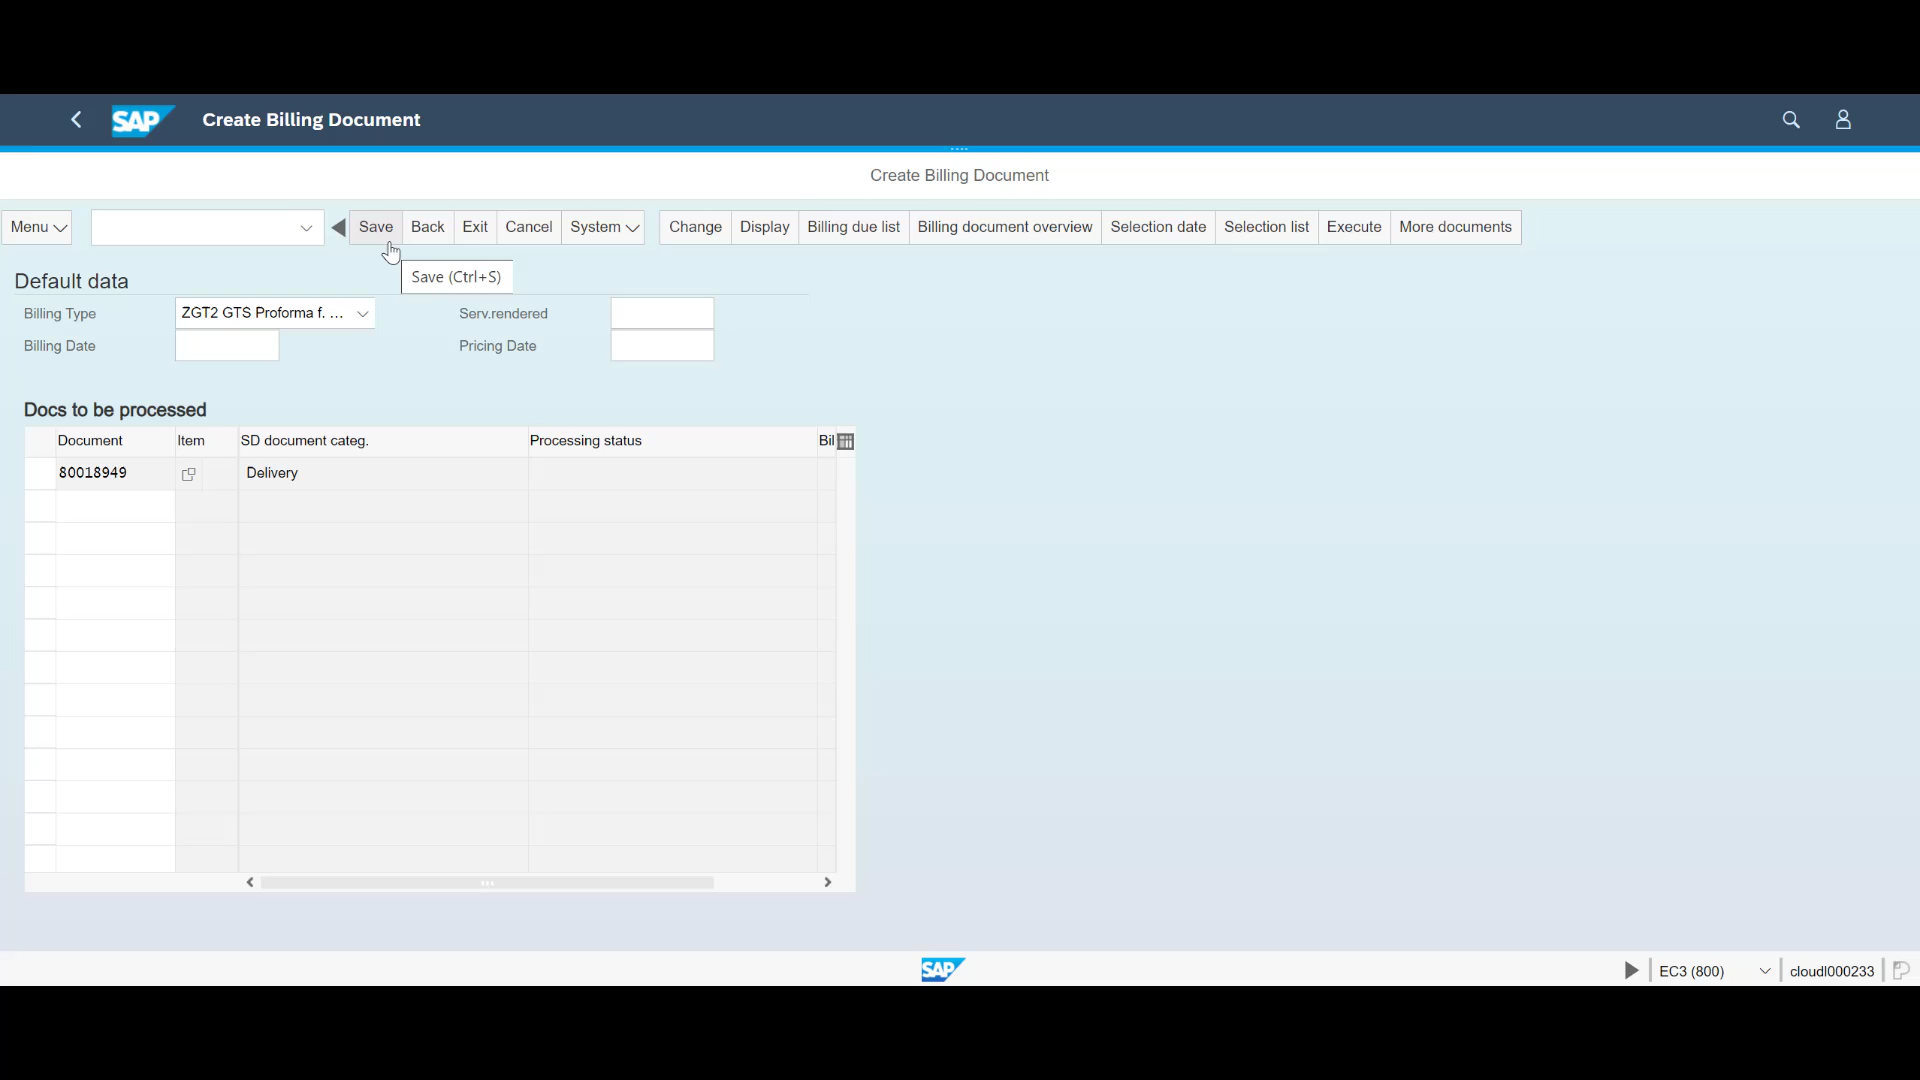 SAP Create Billing Document
Create Billing Document
Menu Save Back Exit Cancel System Change Display Billing due list Billing document overview Selection date Selection list Execute More documents
Save (Ctrl+S)
Default data
Billing Type ZGT2 GTS Proforma f. ... Serv.rendered
Billing Date Pricing Date
Docs to be processed
Document Item SD document categ. Processing status Bil
80018949 Delivery
SAP EC3 (800) cloudl000233